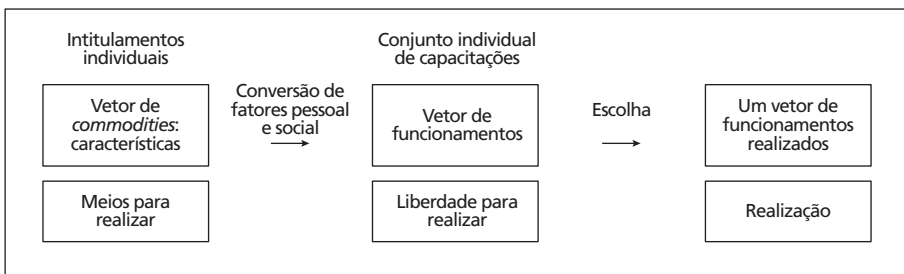 Intitulamentos
individuais
Vetor de
commodities:
características
Meios para
realizar
Conversão de
fatores pessoal
e social
Conjunto individual
de capacitações
Vetor de
funcionamentos
Liberdade para
realizar
Escolha
Um vetor de
funcionamentos
realizados
Realização